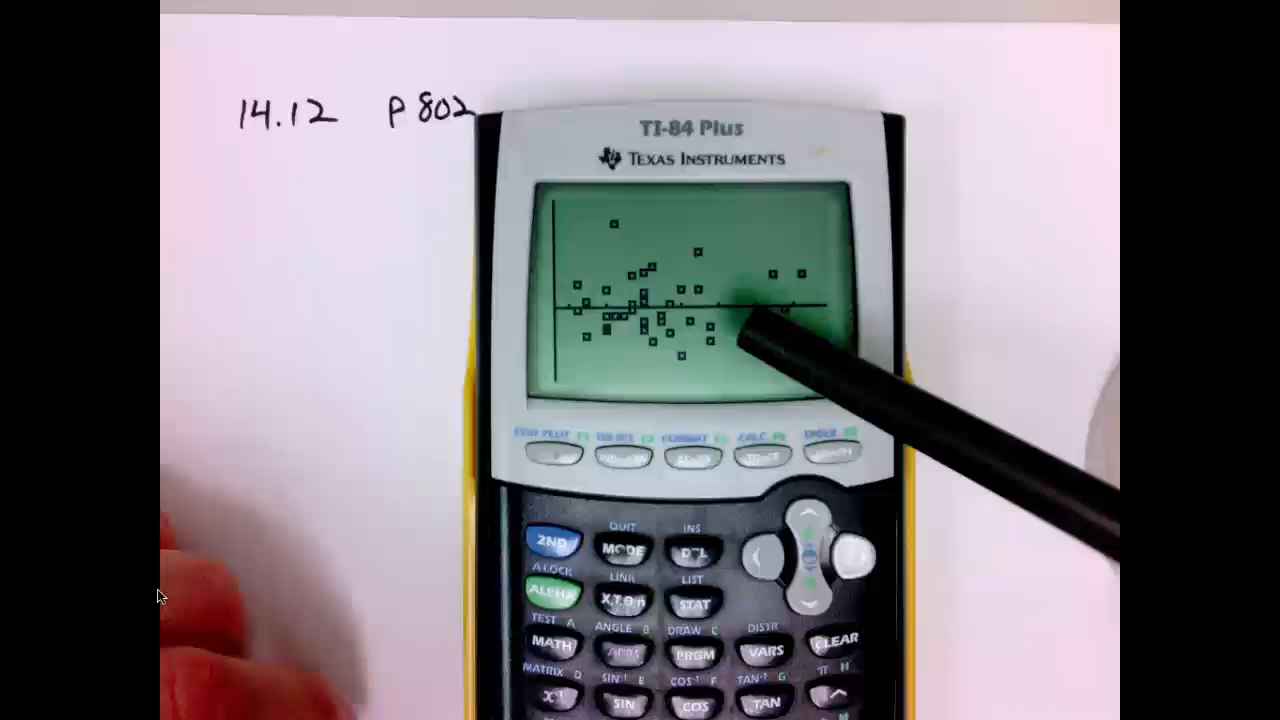 14.12 P 802
TI-84 Plus
TEXAS INSTRUMENTS
QUIT INS
2ND MODE DEL
A-LOCK LINK LIST
ALPHA X,T,θ,n STAT
TEST A ANGLE B DRAW C DISTR
MATH APPS PRGM VARS CLEAR
MATRIX D SIN-1 E COS-1 F TAN-1 G π H
SIN COS TAN ^